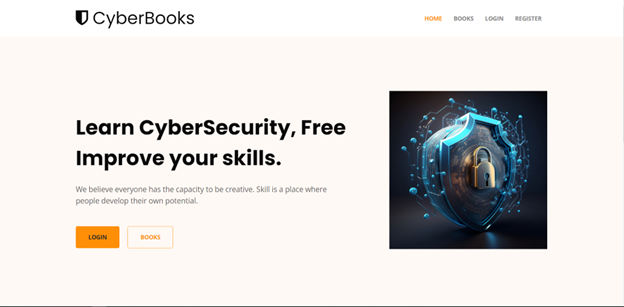 CyberBooks
HOME BOOKS LOGIN REGISTER
Learn CyberSecurity, Free
Improve your skills.
We believe everyone has the capacity to be creative. Skill is a place where
people develop their own potential.
LOGIN BOOKS